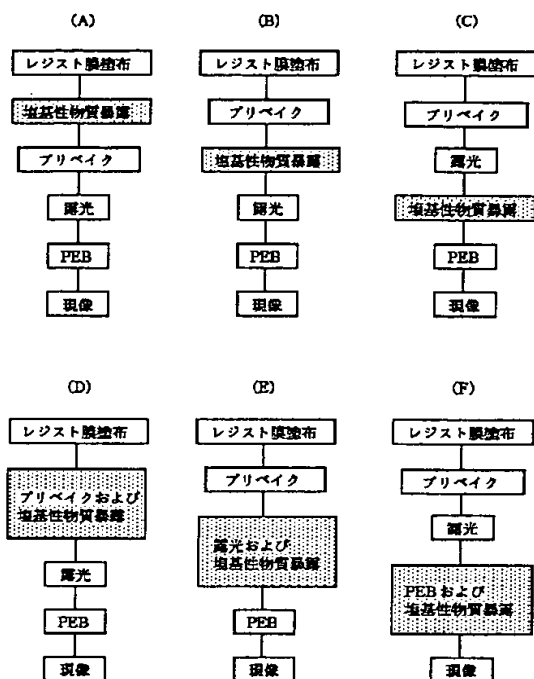 (A)
レジスト膜塗布
塩基性物質暴露
プリベイク
露光
PEB
現像
(B)
レジスト膜塗布
プリベイク
塩基性物質暴露
露光
PEB
現像
(C)
レジスト膜塗布
プリベイク
露光
塩基性物質暴露
PEB
現像
(D)
レジスト膜塗布
プリベイクおよび
塩基性物質暴露
露光
PEB
現像
(E)
レジスト膜塗布
プリベイク
露光および
塩基性物質暴露
PEB
現像
(F)
レジスト膜塗布
プリベイク
露光
PEBおよび
塩基性物質暴露
現像